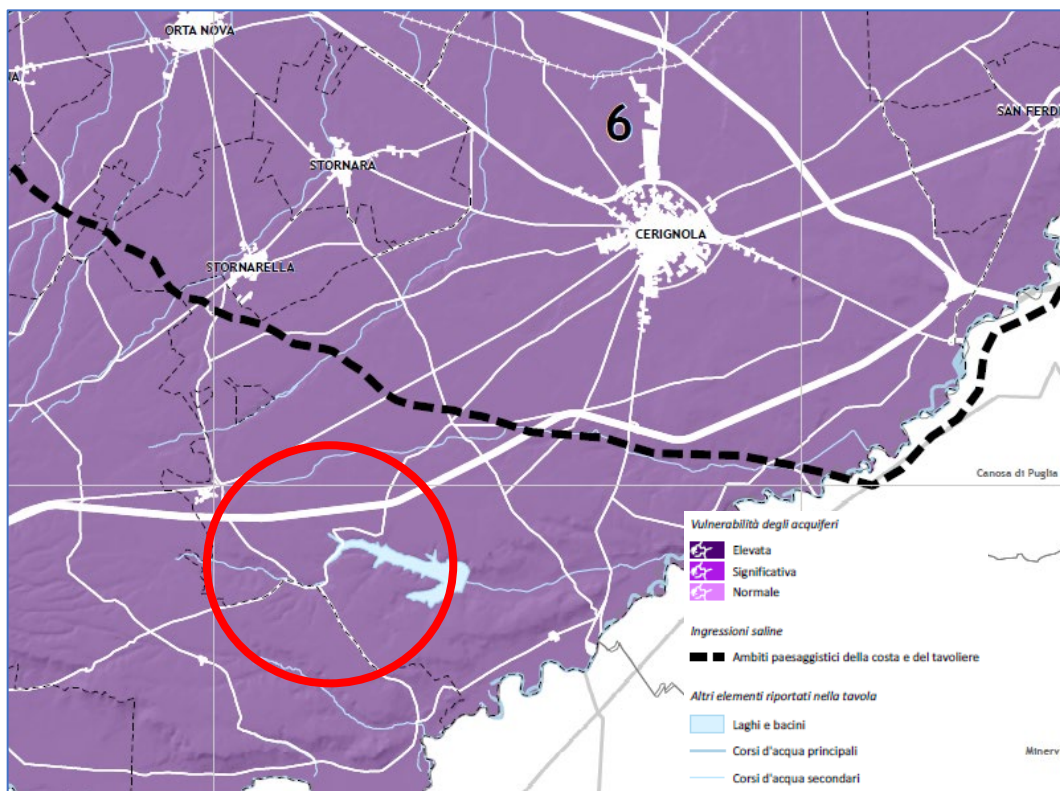 ORTA NOVA
6
SAN FERD
STORNARA
CERIGNOLA
STORNARELLA
Canosa di Puglia
Vulnerabilità degli acquiferi
Elevata
Significativa
Normale
Ingressioni saline
Ambiti paesaggistici della costa e del tavoliere
Altri elementi riportati nella tavola
Laghi e bacini
Corsi d'acqua principali
Minerv
Corsi d'acqua secondari